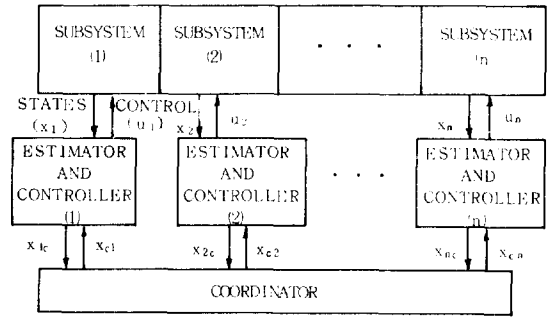 SUBSYSTEM SUBSYSTEM SUBSYSTEM
(1) (2) . . . (n
STATES CONTROL
(x1) (u1) x2 u2 xn un
ESTIMATOR ESTIMATOR ESTIMATOR
AND AND . . . AND
CONTROLLER CONTROLLER CONTROLLER
(1) (2) (n)
x1c xc1 x2c xc2 xnc xcn
COORDINATOR